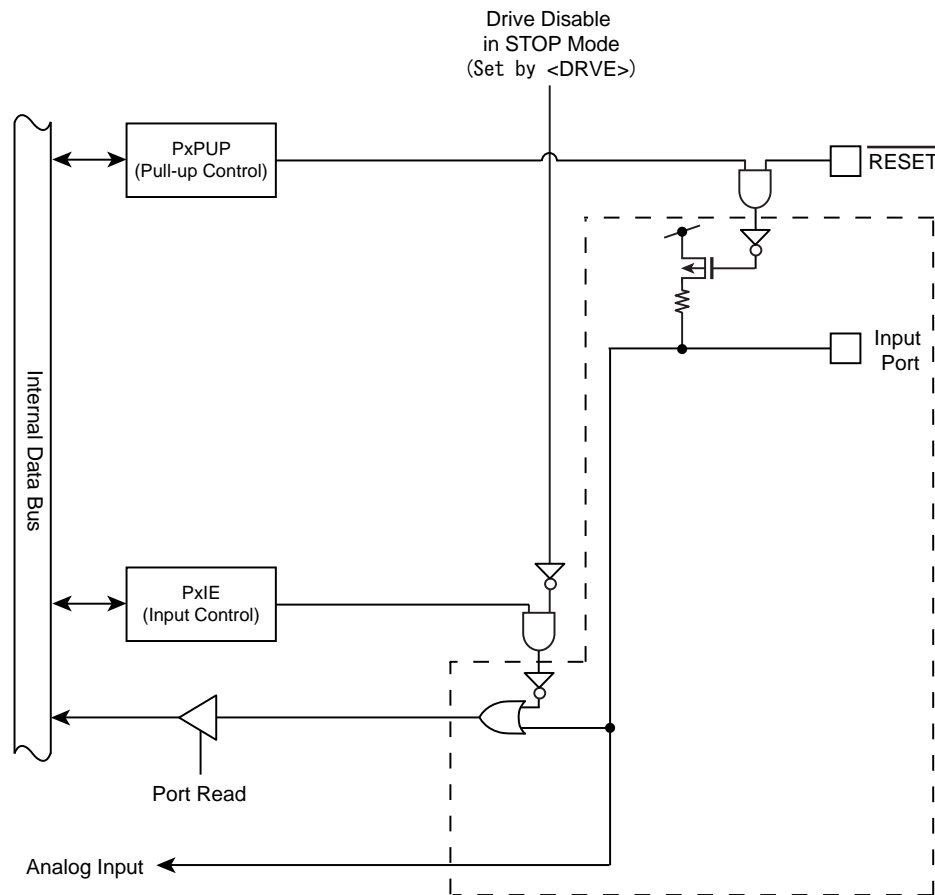 Drive Disable
in STOP Mode
(Set by <DRVE>)
PxPUP
(Pull-up Control)
RESET
Input
Port
Internal Data Bus
PxIE
(Input Control)
Port Read
Analog Input